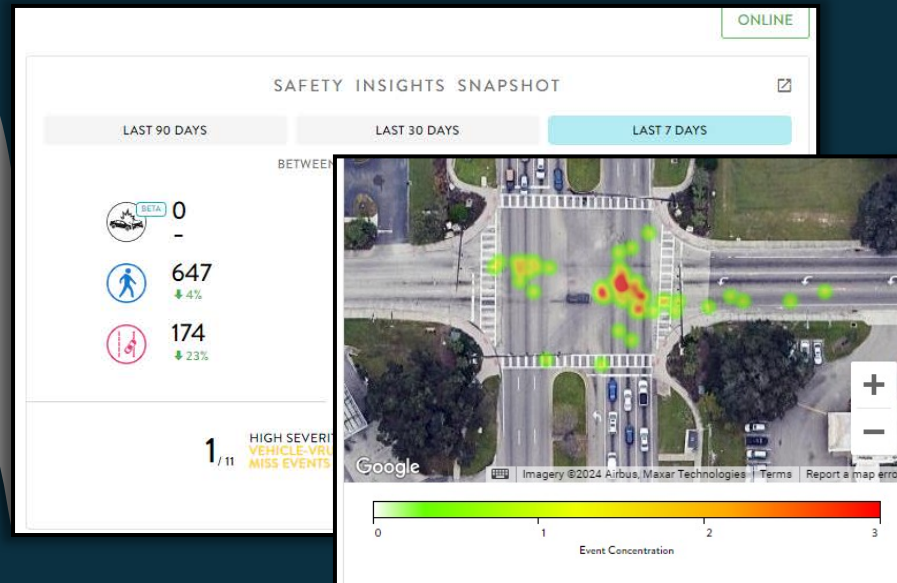 ONLINE
SAFETY INSIGHTS SNAPSHOT
LAST 90 DAYS
LAST 30 DAYS
LAST 7 DAYS
BETWEEN
BETA
0
-
647
4%
174
23%
1/11
HIGH SEVERI
VEHICLE-VRU
MISS EVENTS
Google
Imagery ©2024 Airbus, Maxar Technologies
Terms
Report a map erro
+
−
0
1
2
3
Event Concentration